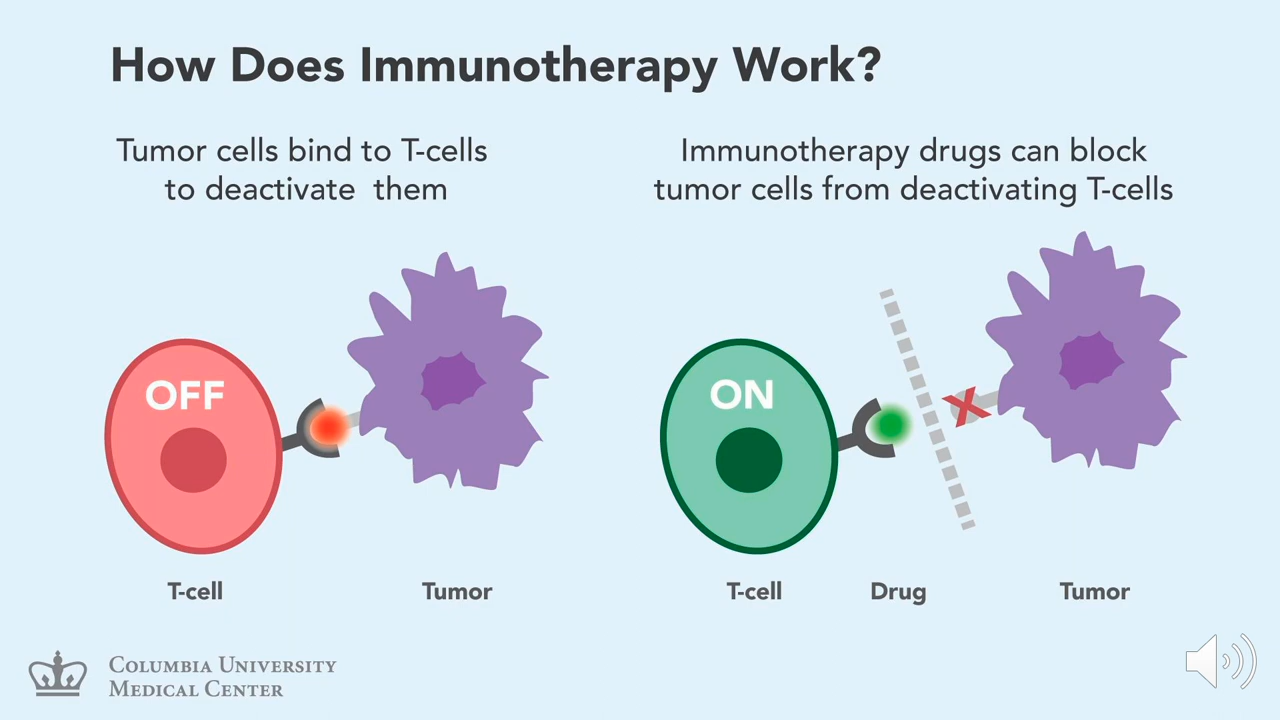 How Does Immunotherapy Work?
Tumor cells bind to T-cells
to deactivate them
Immunotherapy drugs can block
tumor cells from deactivating T-cells
OFF
ON
X
T-cell
Tumor
T-cell
Drug
Tumor
COLUMBIA UNIVERSITY
MEDICAL CENTER